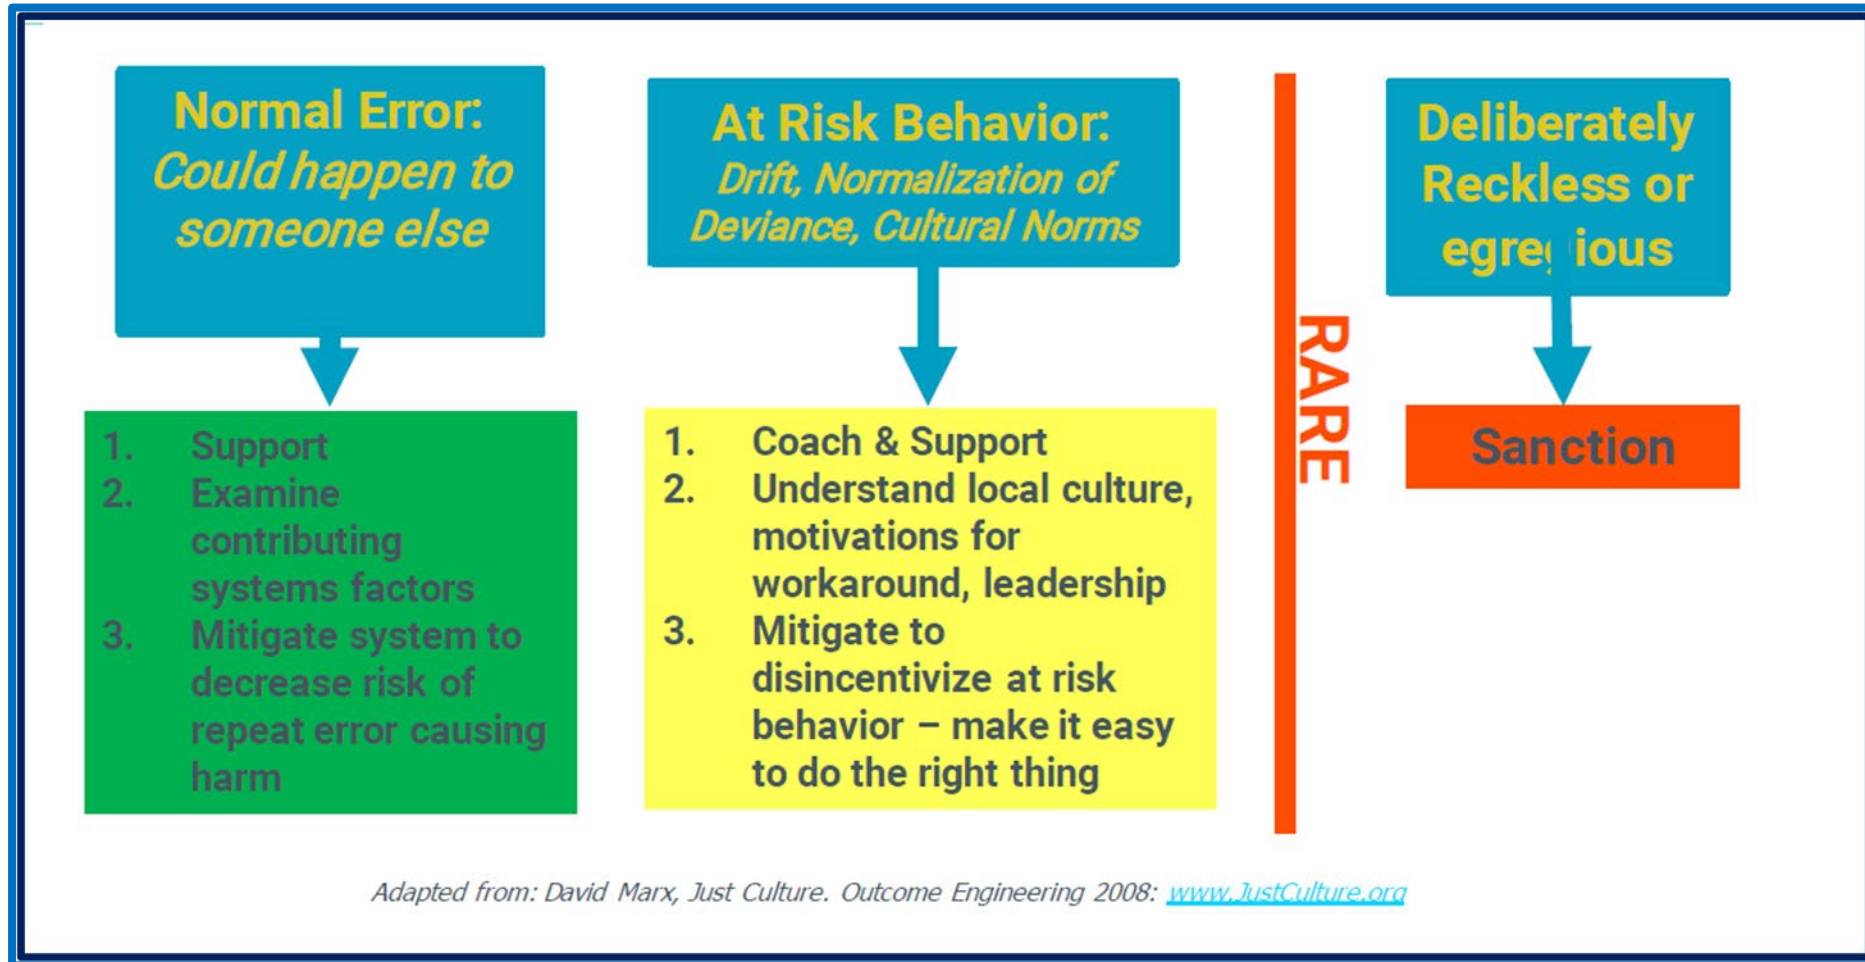 Normal Error:
Could happen to
someone else
1. Support
2. Examine
contributing
systems factors
3. Mitigate system to
decrease risk of
repeat error causing
harm
At Risk Behavior:
Drift, Normalization of
Deviance, Cultural Norms
1. Coach & Support
2. Understand local culture,
motivations for
workaround, leadership
3. Mitigate to
disincentivize at risk
behavior – make it easy
to do the right thing
RARE
Deliberately
Reckless or
egregious
Sanction
Adapted from: David Marx, Just Culture. Outcome Engineering 2008: www.JustCulture.org